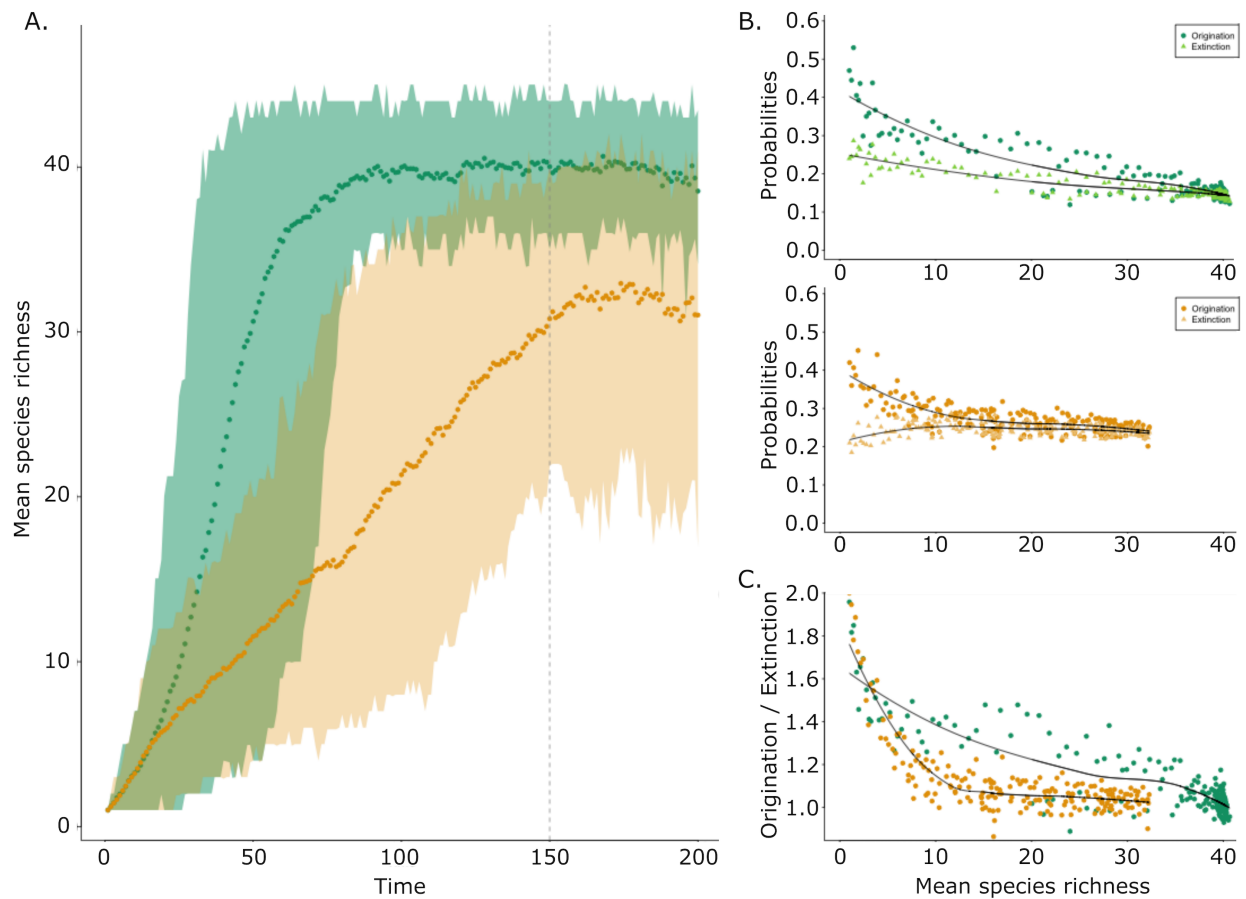 A.
Mean species richness
40
30
20
10
0
0 50 100 150 200
Time
B.
Probabilities
0.6
0.5
0.4
0.3
0.2
0.1
0.0
Origination
Extinction
0 10 20 30 40
Probabilities
0.6
0.5
0.4
0.3
0.2
0.1
0.0
Origination
Extinction
0 10 20 30 40
C.
Origination / Extinction
2.0
1.8
1.6
1.4
1.2
1.0
0 10 20 30 40
Mean species richness